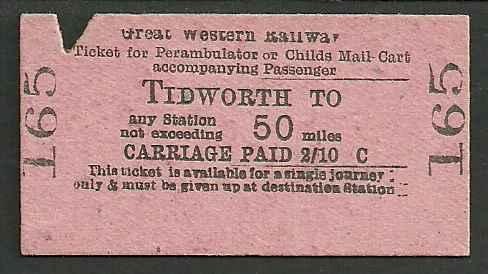 Great Western Railway
Ticket for Perambulator or Childs Mail-Cart
accompanying Passenger
TIDWORTH TO
any Station
not exceeding 50 miles
CARRIAGE PAID 2/10 C
This ticket is available for a single journey
only & must be given up at destination Station
165
165